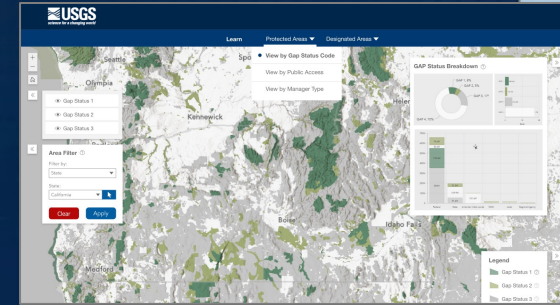 USGS
science for a changing world
Learn
Protected Areas
Designated Areas
View by Gap Status Code
View by Public Access
View by Manager Type
Seattle
Spo
Olympia
Kennewick
Heler
Boise
Idaho Falls
Medford
Gap Status 1
Gap Status 2
Gap Status 3
Area Filter
Filter by:
State
State:
California
Clear
Apply
GAP Status Breakdown
Legend
Gap Status 1
Gap Status 2
Gap Status 3